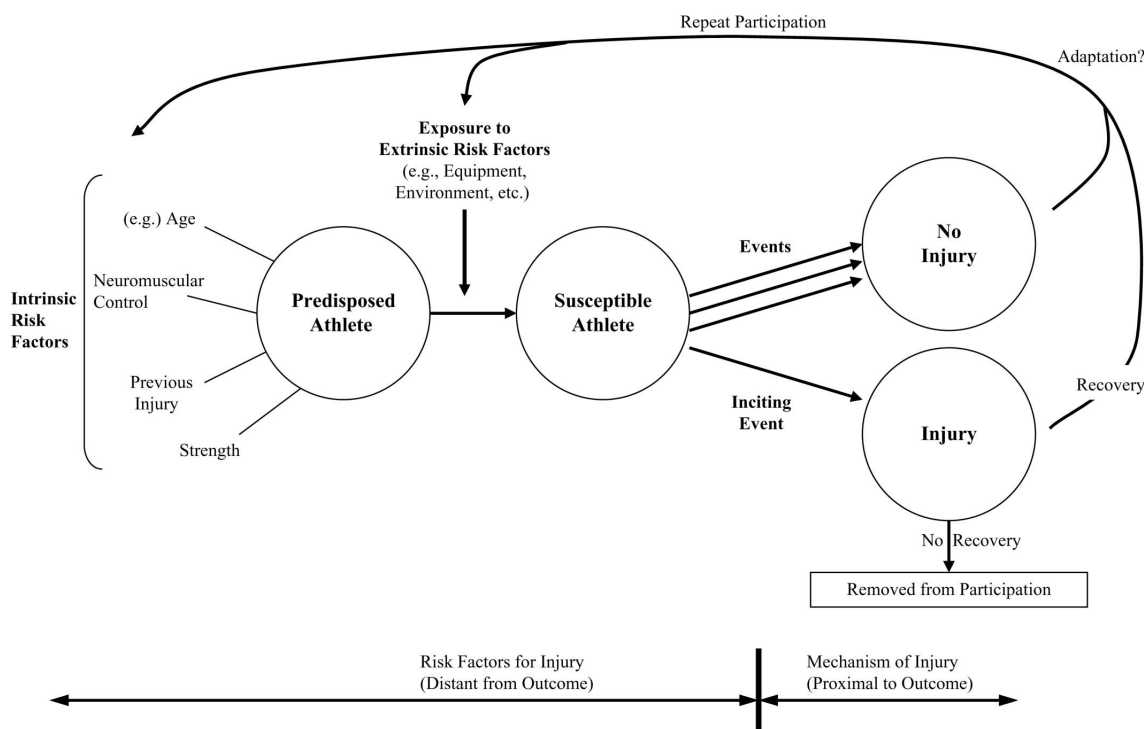 Repeat Participation
Adaptation?
Exposure to
Extrinsic Risk Factors
(e.g., Equipment,
Environment, etc.)
(e.g.) Age
Neuromuscular
Control
Intrinsic
Risk
Factors
Previous
Injury
Strength
Predisposed
Athlete
Susceptible
Athlete
Events
No
Injury
Inciting
Event
Injury
Recovery
No Recovery
Removed from Participation
Risk Factors for Injury
(Distant from Outcome)
Mechanism of Injury
(Proximal to Outcome)